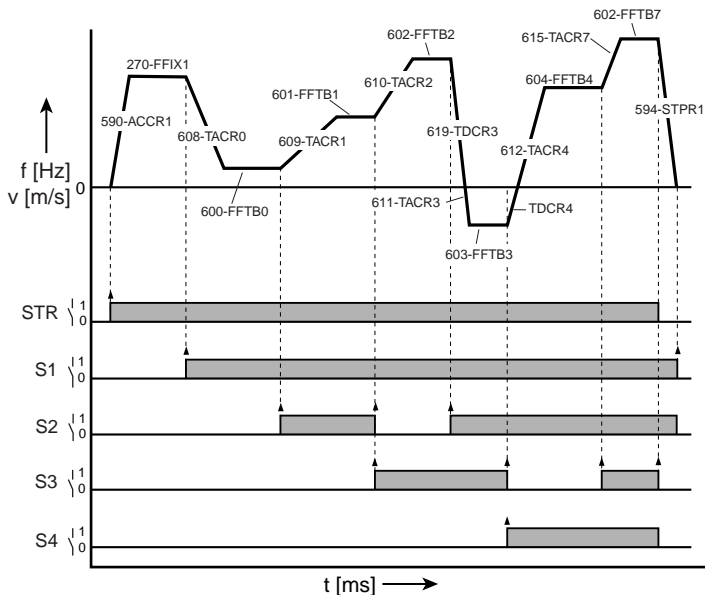 602-FFTB7
602-FFTB2
615-TACR7
270-FFIX1
610-TACR2
604-FFTB4
601-FFTB1
590-ACCR1
594-STPR1
608-TACR0
609-TACR1
619-TDCR3
612-TACR4
f [Hz]
v [m/s]
0
600-FFTB0
611-TACR3
TDCR4
603-FFTB3
STR
1
0
S1
1
0
S2
1
0
S3
1
0
S4
1
0
t [ms]